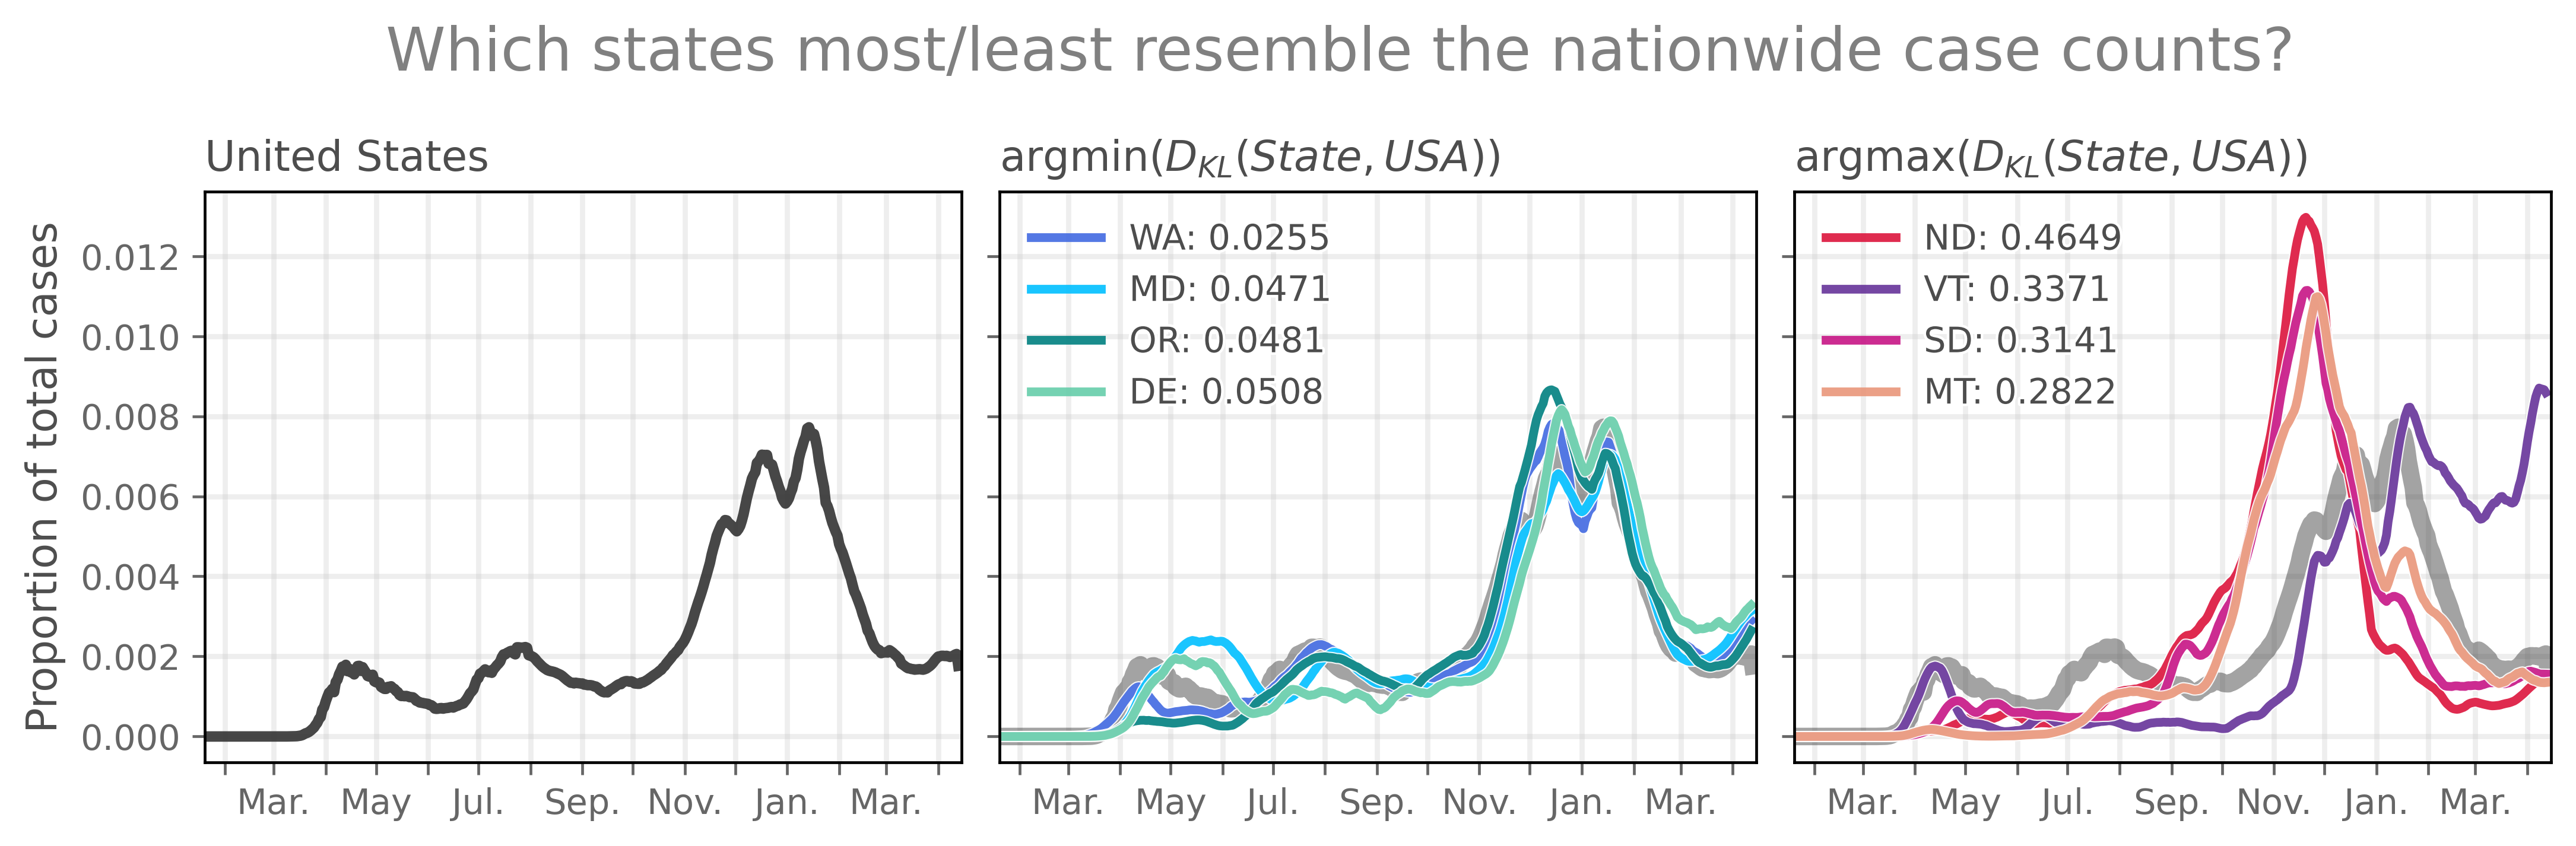 Which states most/least resemble the nationwide case counts?
United States
argmin(D_KL(State, USA))
argmax(D_KL(State, USA))
Proportion of total cases
0.012
0.010
0.008
0.006
0.004
0.002
0.000
WA: 0.0255
MD: 0.0471
OR: 0.0481
DE: 0.0508
ND: 0.4649
VT: 0.3371
SD: 0.3141
MT: 0.2822
Mar. May Jul. Sep. Nov. Jan. Mar.
Mar. May Jul. Sep. Nov. Jan. Mar.
Mar. May Jul. Sep. Nov. Jan. Mar.